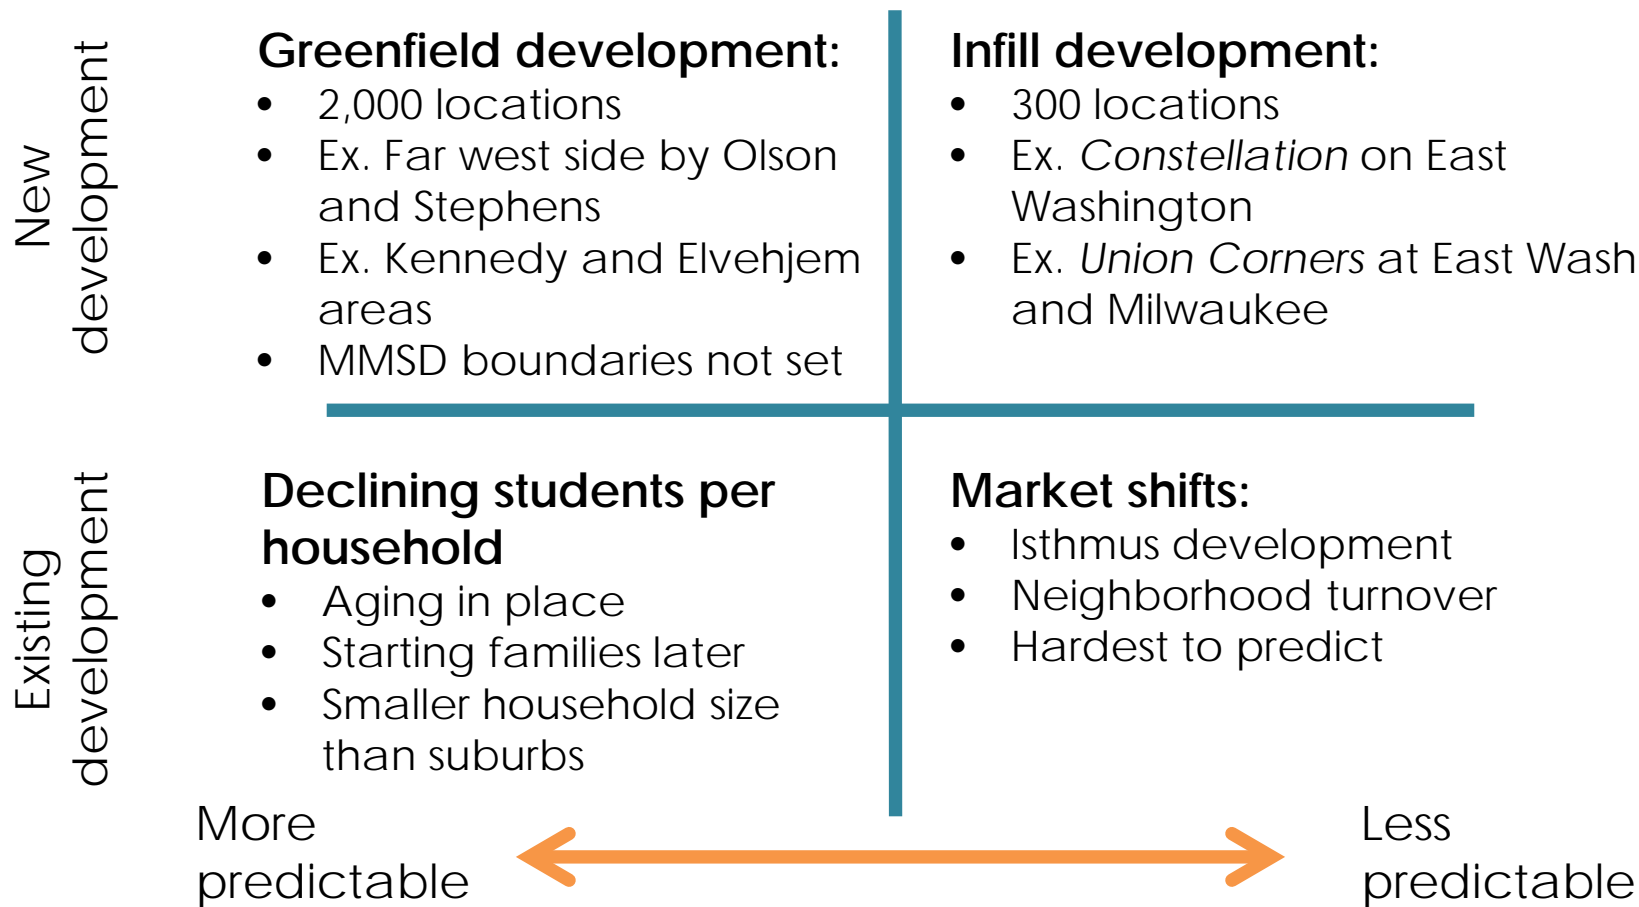 New
development
Greenfield development:
• 2,000 locations
• Ex. Far west side by Olson
and Stephens
• Ex. Kennedy and Elvehjem
areas
• MMSD boundaries not set
Infill development:
• 300 locations
• Ex. Constellation on East
Washington
• Ex. Union Corners at East Wash
and Milwaukee
Existing
development
Declining students per
household
• Aging in place
• Starting families later
• Smaller household size
than suburbs
Market shifts:
• Isthmus development
• Neighborhood turnover
• Hardest to predict
More
predictable
Less
predictable